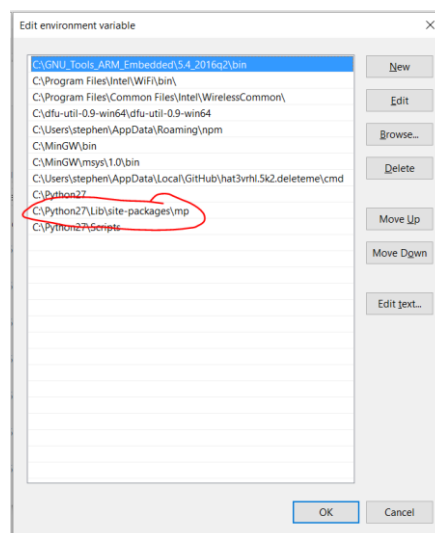 Edit environment variable
C:\GNU_Tools_ARM_Embedded\5.4_2016q2\bin
C:\Program Files\Intel\WiFi\bin\
C:\Program Files\Common Files\Intel\WirelessCommon\
C:\dfu-util-0.9-win64\dfu-util-0.9-win64
C:\Users\stephen\AppData\Roaming\npm
C:\MinGW\bin
C:\MinGW\msys\1.0\bin
C:\Users\stephen\AppData\Local\GitHub\hat3vrhl.5k2.deleteme\cmd
C:\Python27
C:\Python27\Lib\site-packages\mp
C:\Python27\Scripts
New
Edit
Browse...
Delete
Move Up
Move Down
Edit text...
OK
Cancel